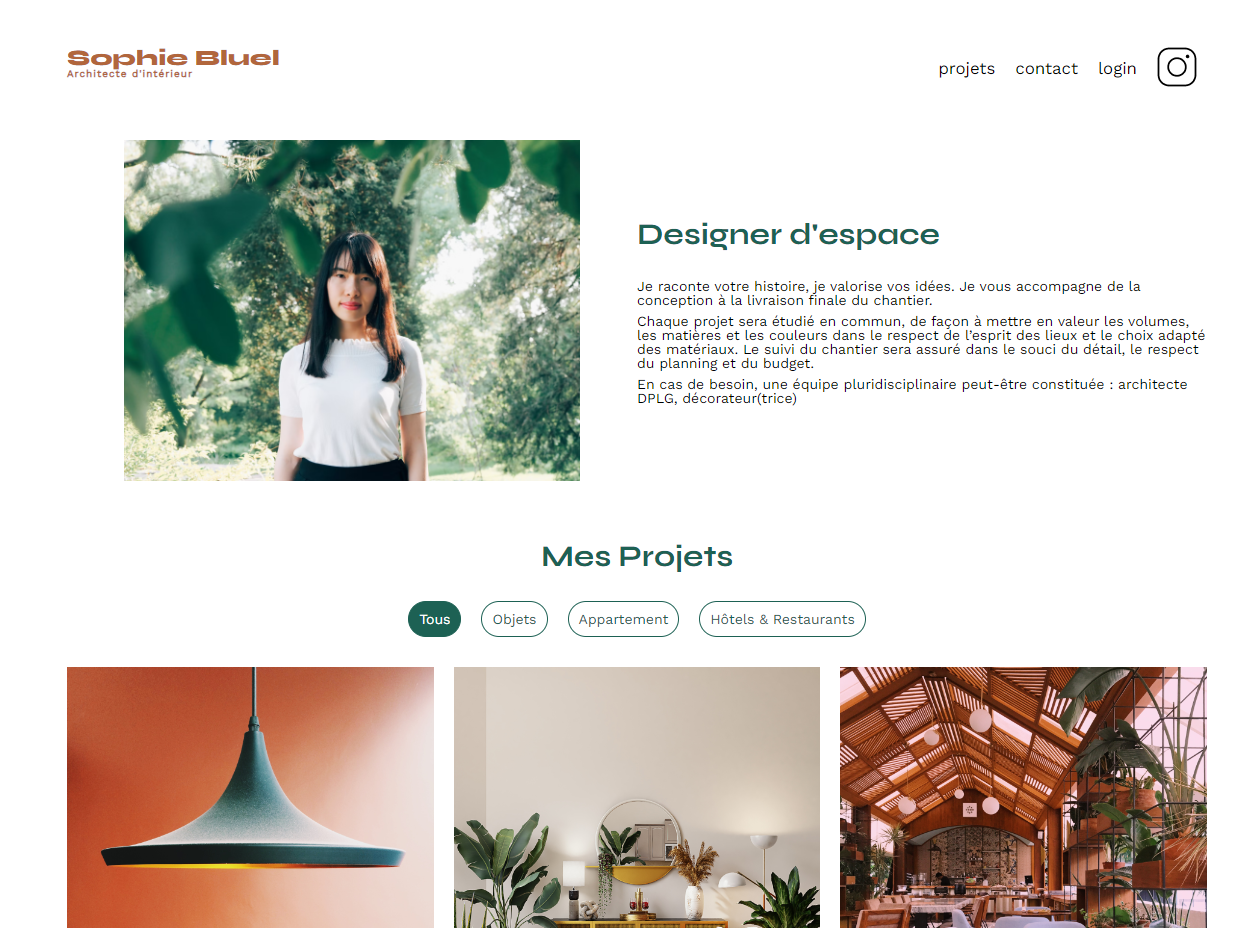 Sophie Bluel
Architecte d'intérieur
projets
contact
login
Designer d'espace
Je raconte votre histoire, je valorise vos idées. Je vous accompagne de la
conception à la livraison finale du chantier.
Chaque projet sera étudié en commun, de façon à mettre en valeur les volumes,
les matières et les couleurs dans le respect de l’esprit des lieux et le choix adapté
des matériaux. Le suivi du chantier sera assuré dans le souci du détail, le respect
du planning et du budget.
En cas de besoin, une équipe pluridisciplinaire peut-être constituée : architecte
DPLG, décorateur(trice)
Mes Projets
Tous
Objets
Appartement
Hôtels & Restaurants